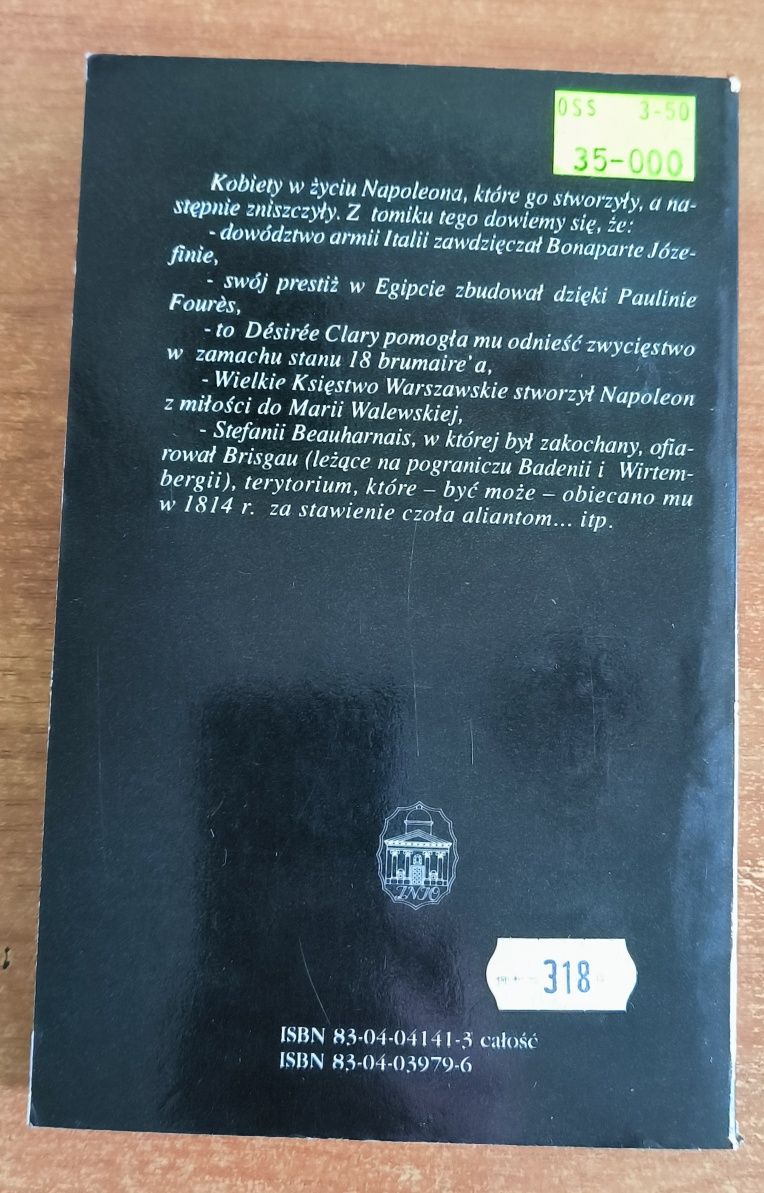 OSS 3-50
35-000
Kobiety w życiu Napoleona, które go stworzyły, a na-
stępnie zniszczyły. Z tomiku tego dowiemy się, że:
- dowództwo armii Italii zawdzięczał Bonaparte Józe-
finie,
- swój prestiż w Egipcie zbudował dzięki Paulinie
Fourès,
- to Désirée Clary pomogła mu odnieść zwycięstwo
w zamachu stanu 18 brumaire'a,
- Wielkie Księstwo Warszawskie stworzył Napoleon
z miłości do Marii Walewskiej,
- Stefanii Beauharnais, w której był zakochany, ofia-
rował Brisgau (leżące na pograniczu Badenii i Wirtem-
bergii), terytorium, które – być może – obiecano mu
w 1814 r. za stawienie czoła aliantom... itp.
ZNIO
318
ISBN 83-04-04141-3 całość
ISBN 83-04-03979-6